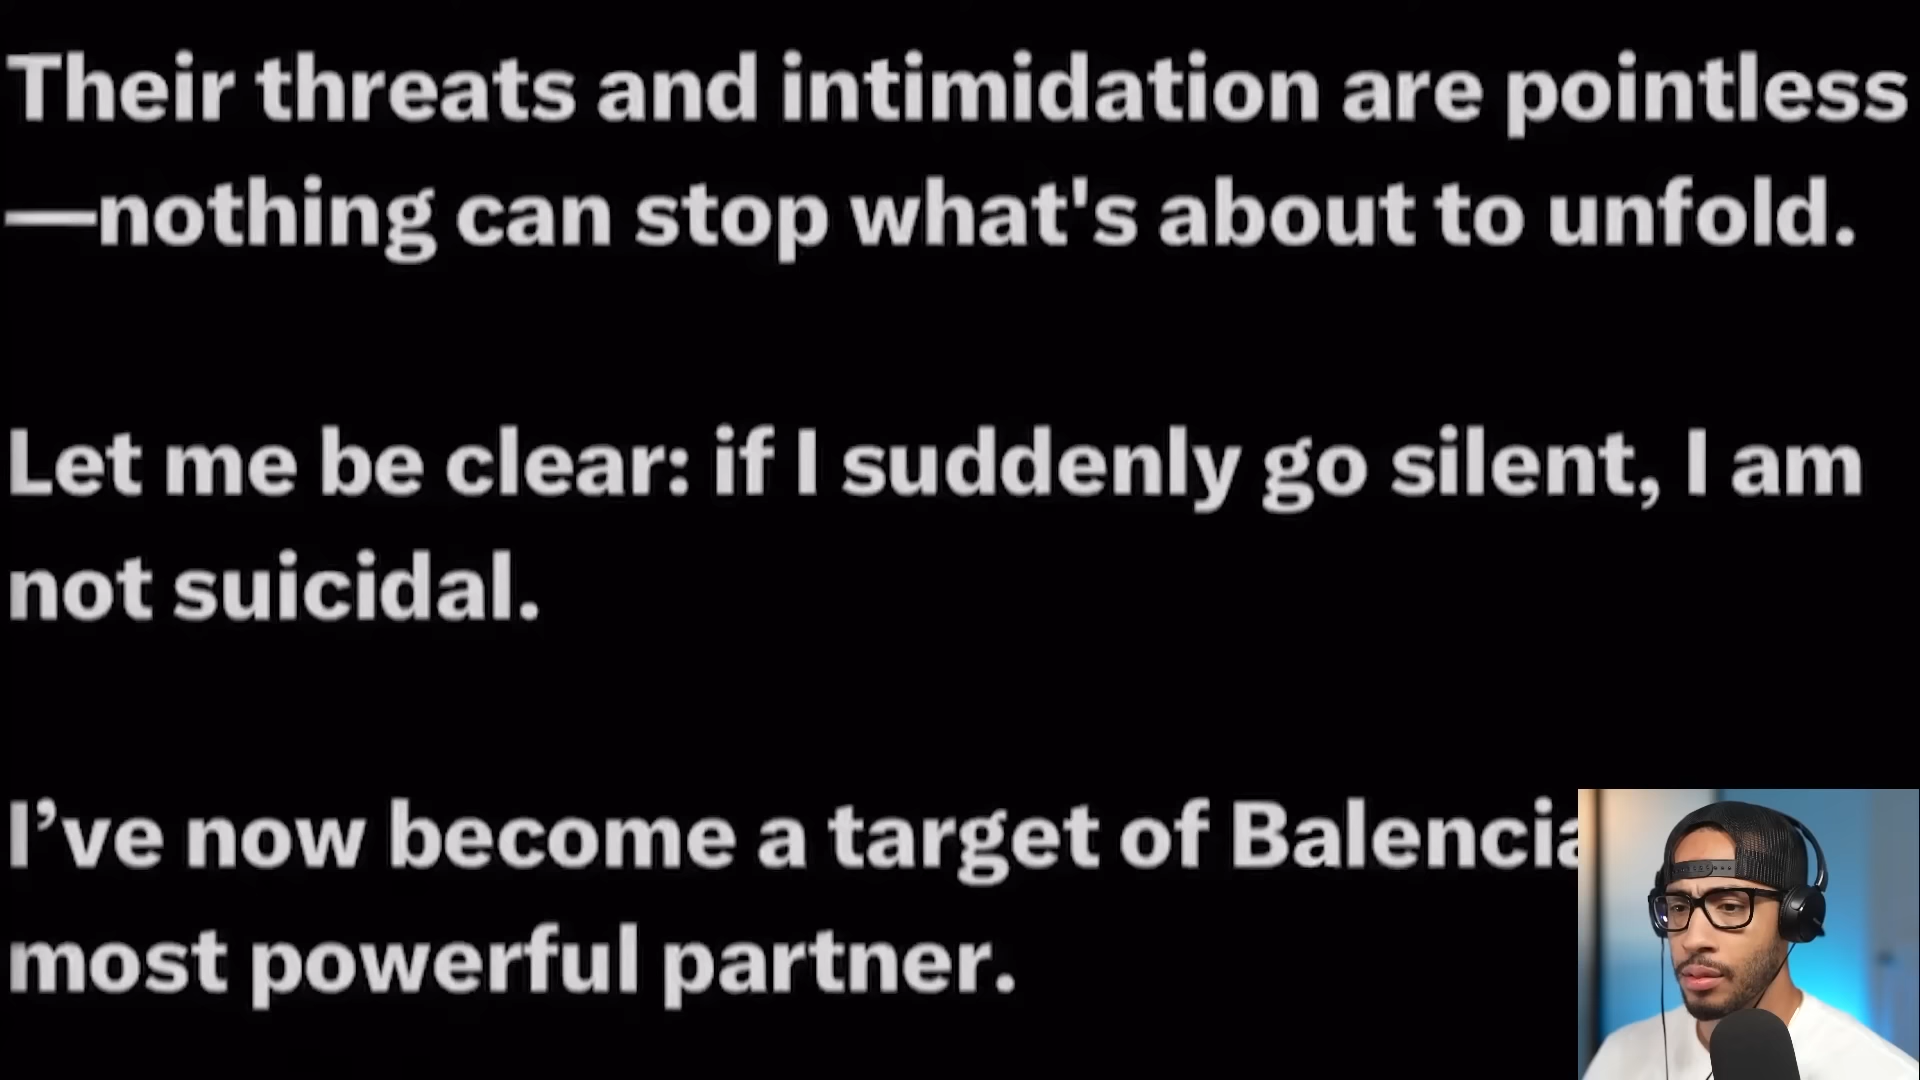 Their threats and intimidation are pointless
—nothing can stop what's about to unfold.
Let me be clear: if I suddenly go silent, I am
not suicidal.
I’ve now become a target of
most powerful partner.